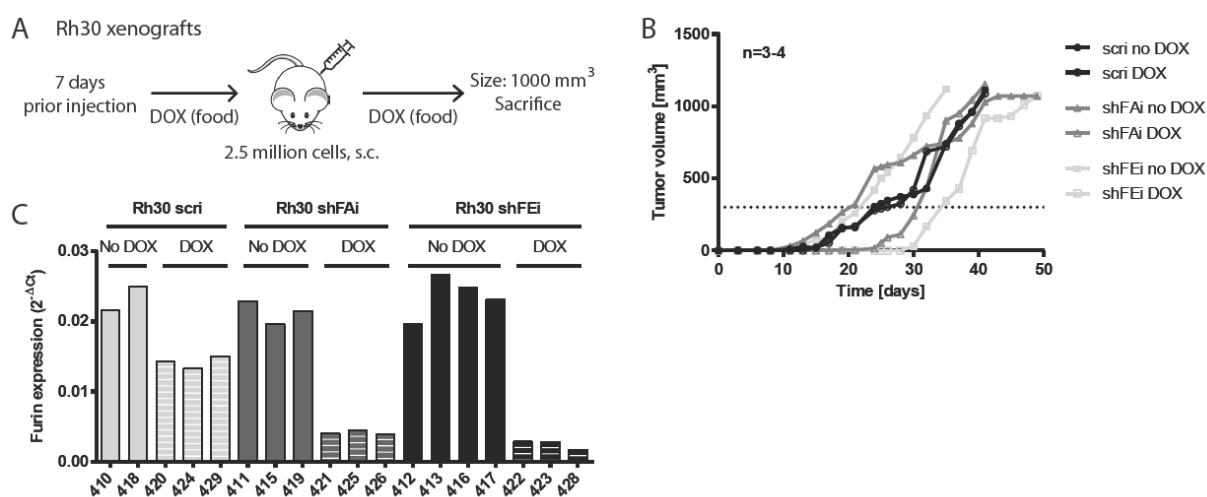 A Rh30 xenografts
7 days
prior injection
DOX (food)
2.5 million cells, s.c.
DOX (food)
Size: 1000 mm³
Sacrifice
B
n=3-4
Tumor volume [mm³]
1500
1000
500
0
0 10 20 30 40 50
Time [days]
scri no DOX
scri DOX
shFAi no DOX
shFAi DOX
shFEi no DOX
shFEi DOX
C
Rh30 scri Rh30 shFAi Rh30 shFEi
No DOX DOX No DOX DOX No DOX DOX
Furin expression (2^-ΔCt)
0.03
0.02
0.01
0.00
410 418 420 424 429 411 415 419 421 425 426 412 413 416 417 422 423 428